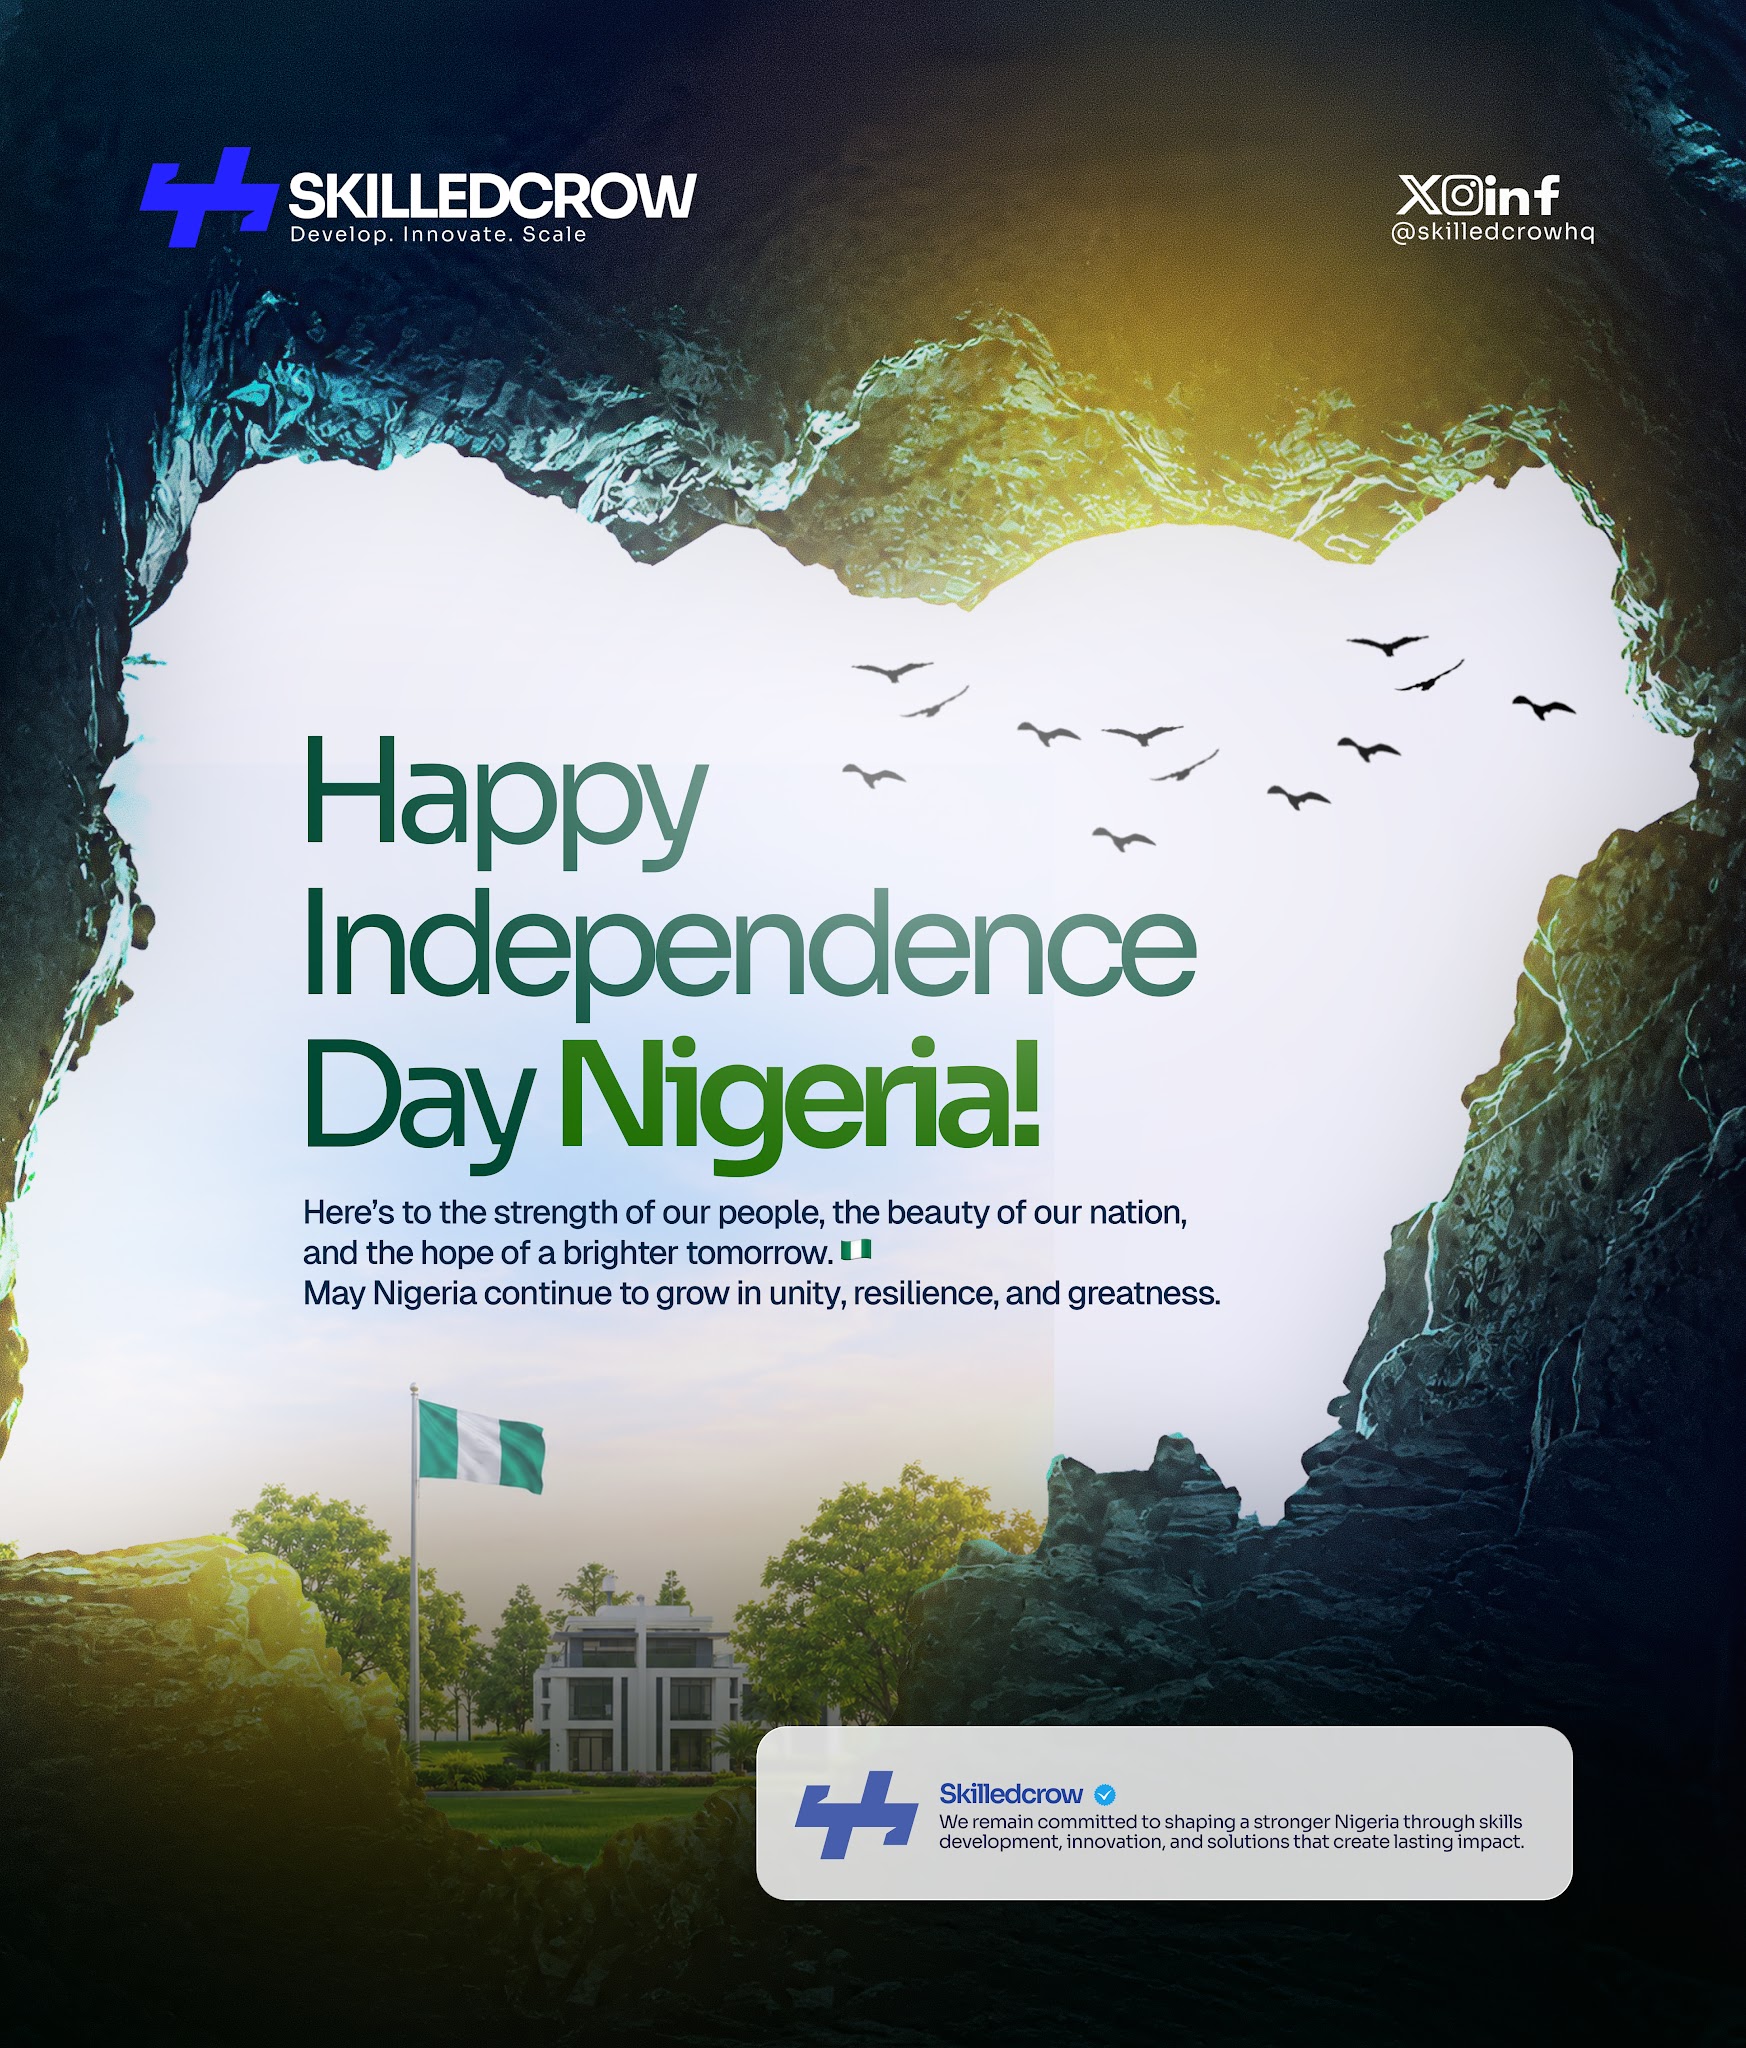 SKILLEDCROW
Develop. Innovate. Scale
@skilledcrowhq
Happy
Independence
Day Nigeria!
Here's to the strength of our people, the beauty of our nation,
and the hope of a brighter tomorrow. 🇳🇬
May Nigeria continue to grow in unity, resilience, and greatness.
Skilledcrow
We remain committed to shaping a stronger Nigeria through skills
development, innovation, and solutions that create lasting impact.